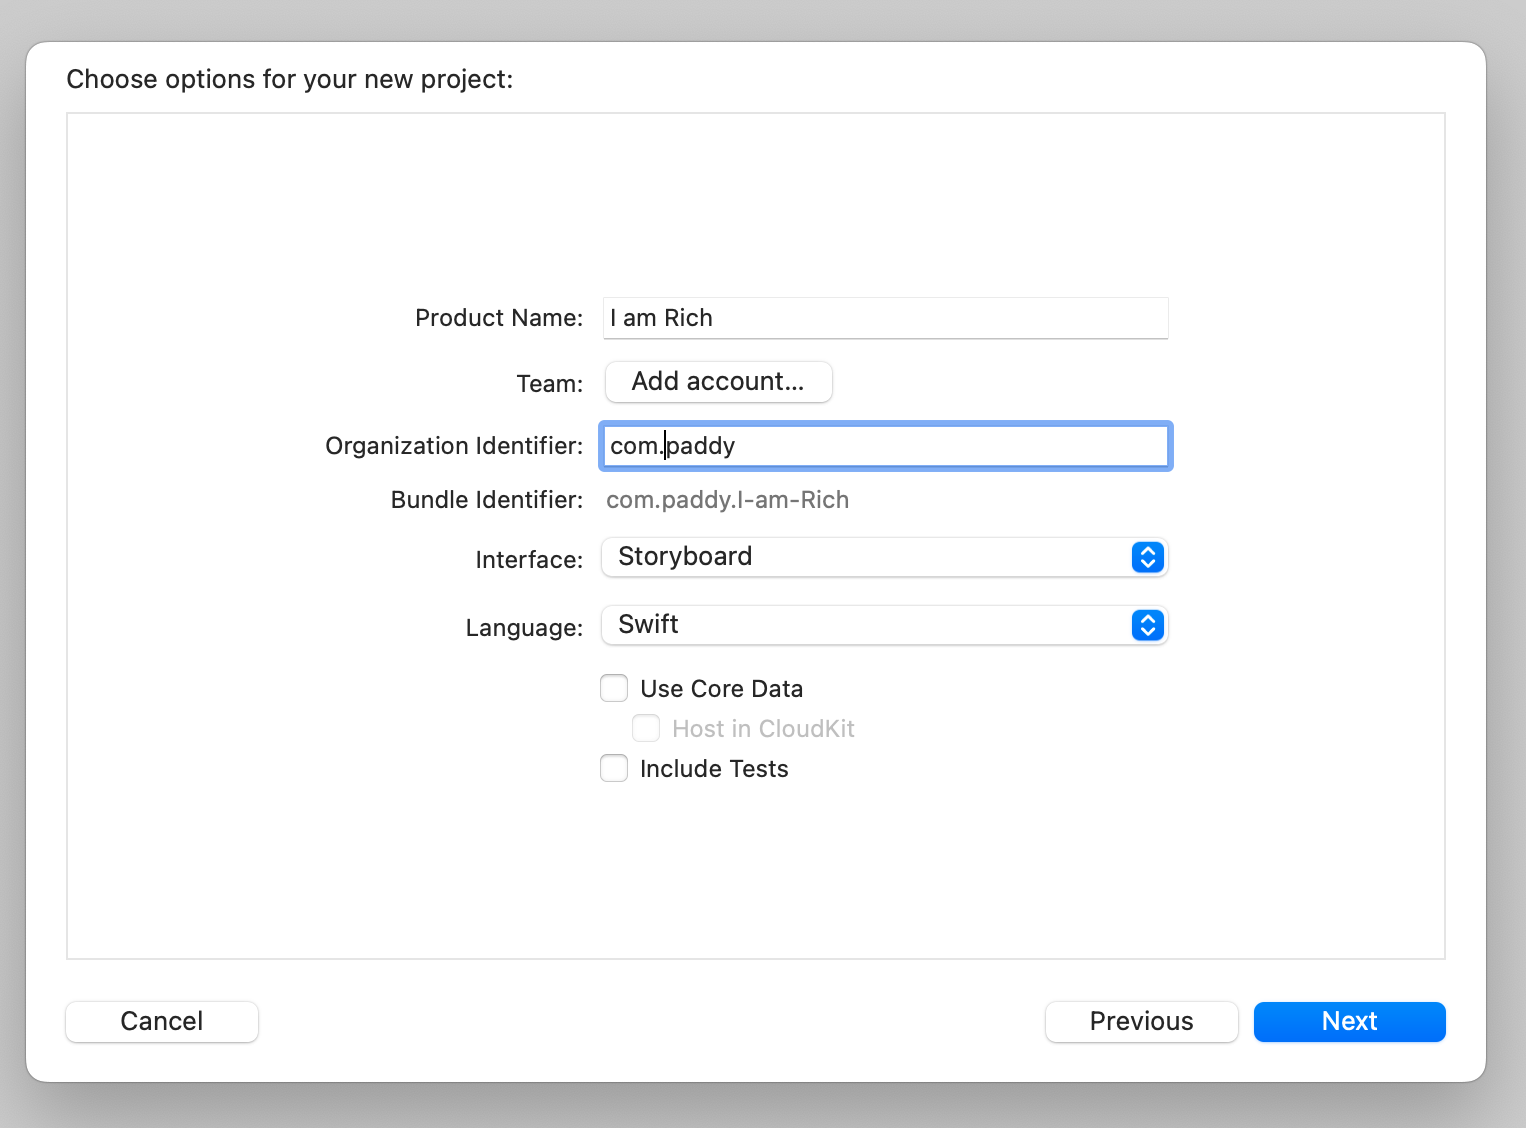 Choose options for your new project:
Product Name: I am Rich
Team: Add account...
Organization Identifier: com.paddy
Bundle Identifier: com.paddy.I-am-Rich
Interface: Storyboard
Language: Swift
Use Core Data
Host in CloudKit
Include Tests
Cancel Previous Next